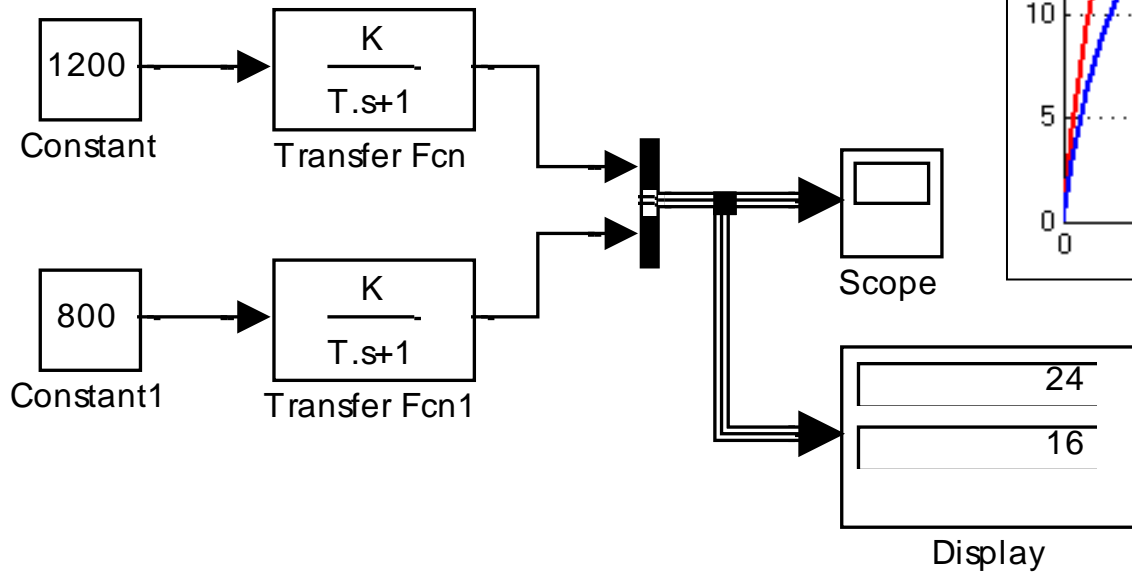 1200
Constant
K
T.s+1
Transfer Fcn
800
Constant1
K
T.s+1
Transfer Fcn1
Scope
24
16
Display
10
5
0
0